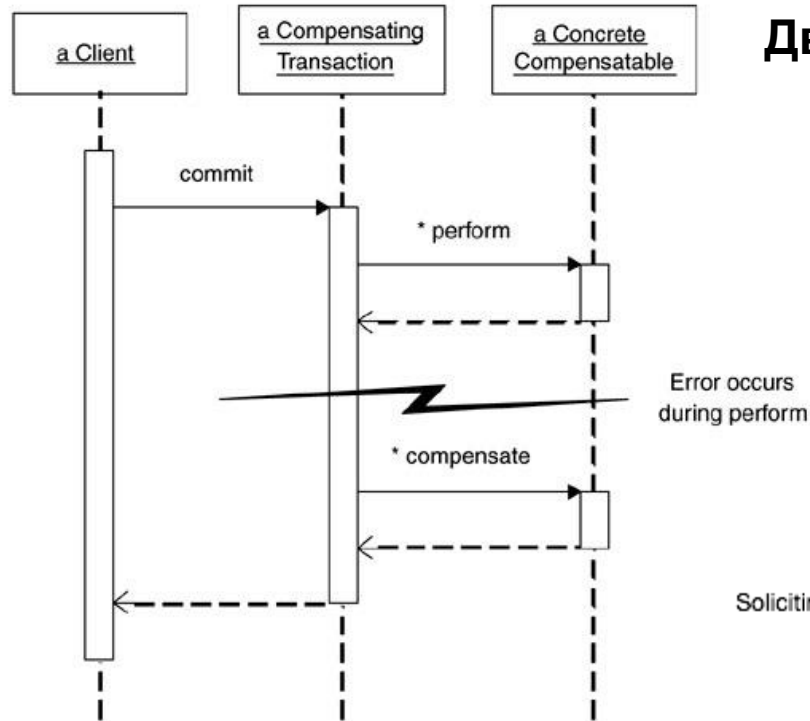 a Client
a Compensating
Transaction
a Concrete
Compensatable
commit
* perform
Error occurs
during perform
* compensate